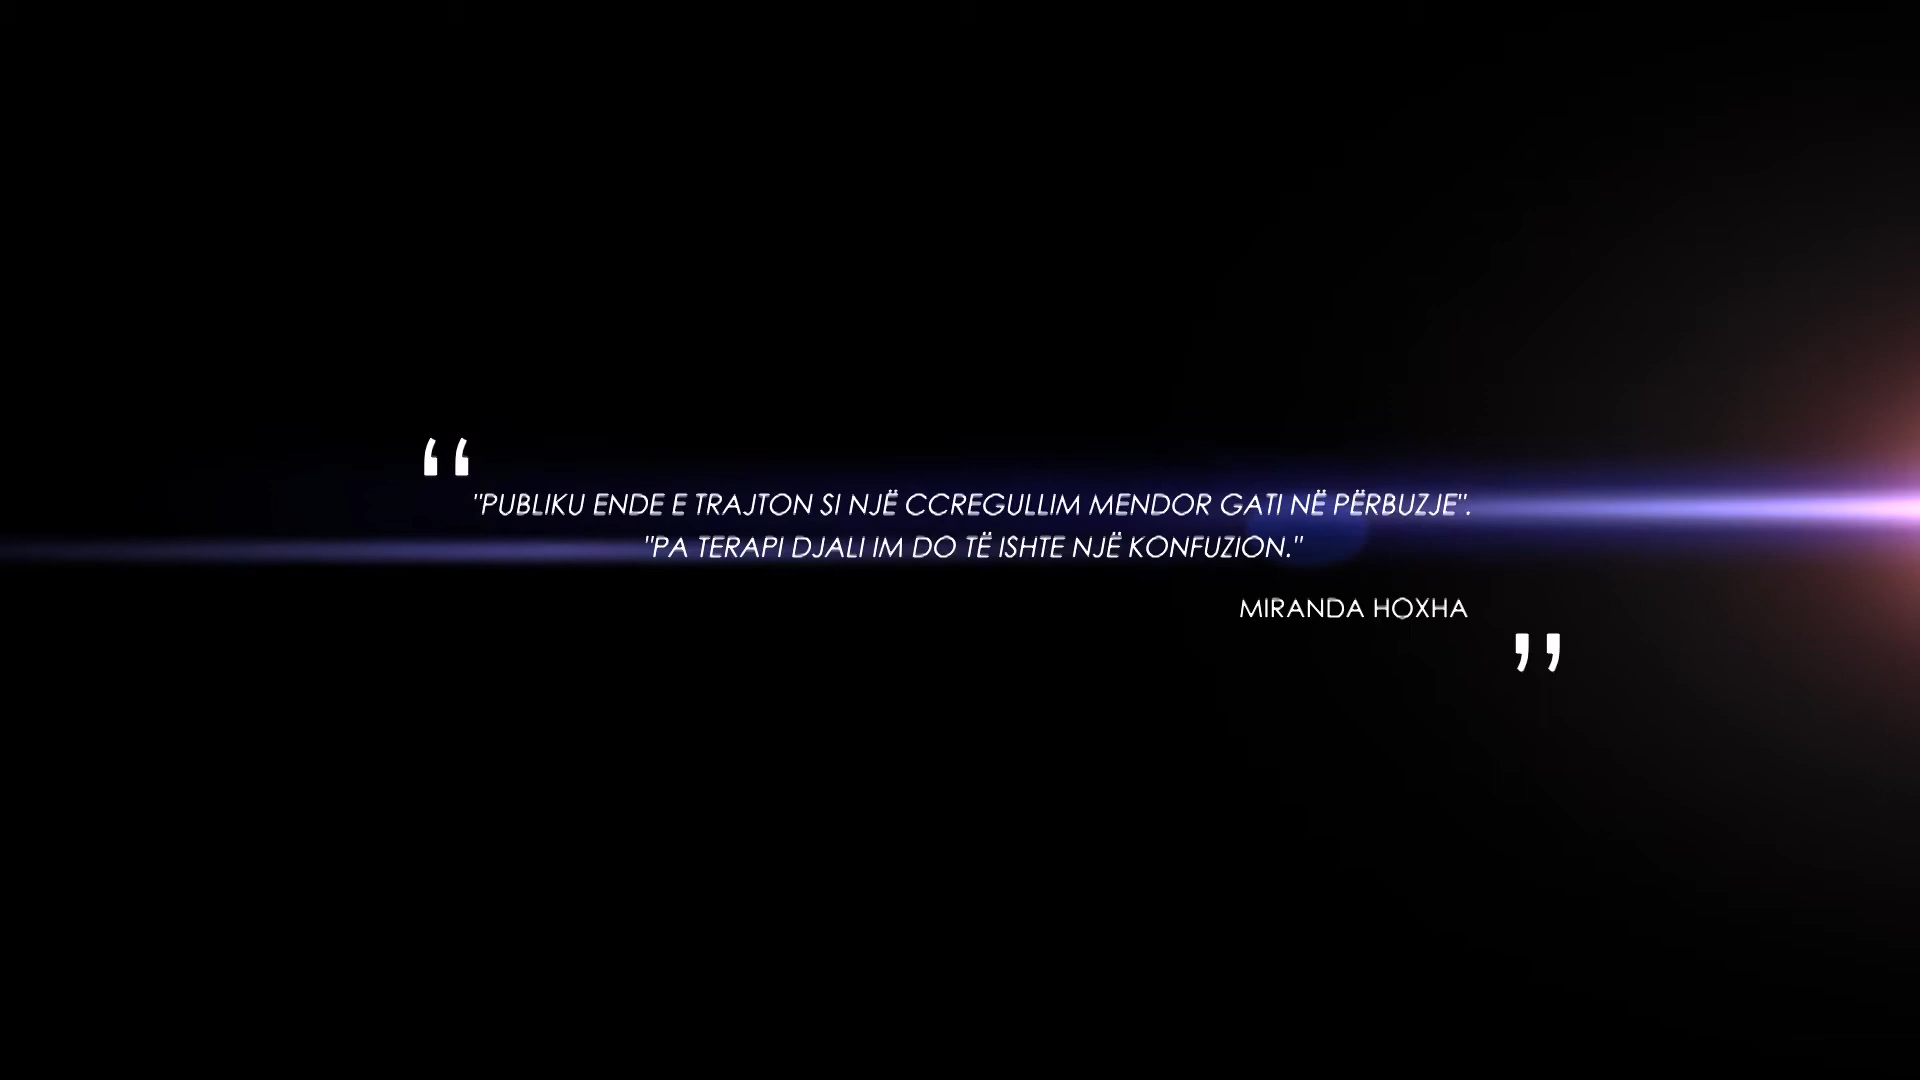 “
"PUBLIKU ENDE E TRAJTON SI NJË CCREGULLIM MENDOR GATI NË PËRBUZJE".
"PA TERAPI DJALI IM DO TË ISHTE NJË KONFUZION."
MIRANDA HOXHA
”